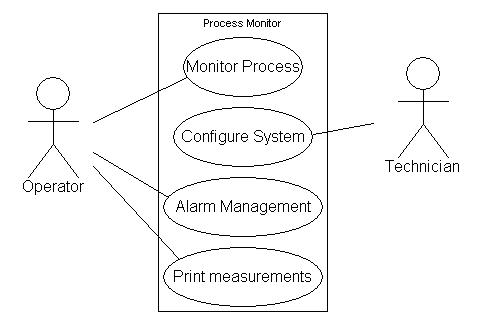 Process Monitor
Monitor Process
Configure System
Operator
Technician
Alarm Management
Print measurements